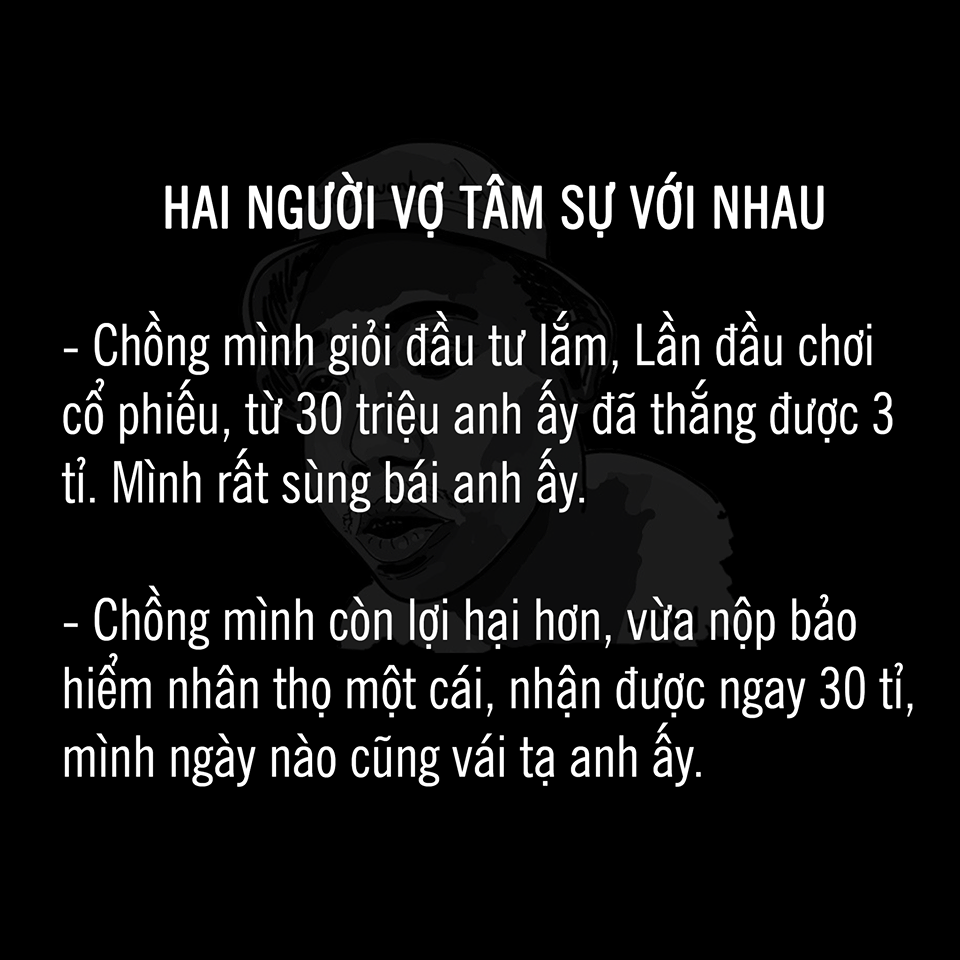 HAI NGƯỜI VỢ TÂM SỰ VỚI NHAU
- Chồng mình giỏi đầu tư lắm, Lần đầu chơi
cổ phiếu, từ 30 triệu anh ấy đã thắng được 3
tỉ. Mình rất sùng bái anh ấy.
- Chồng mình còn lợi hại hơn, vừa nộp bảo
hiểm nhân thọ một cái, nhận được ngay 30 tỉ,
mình ngày nào cũng vái tạ anh ấy.